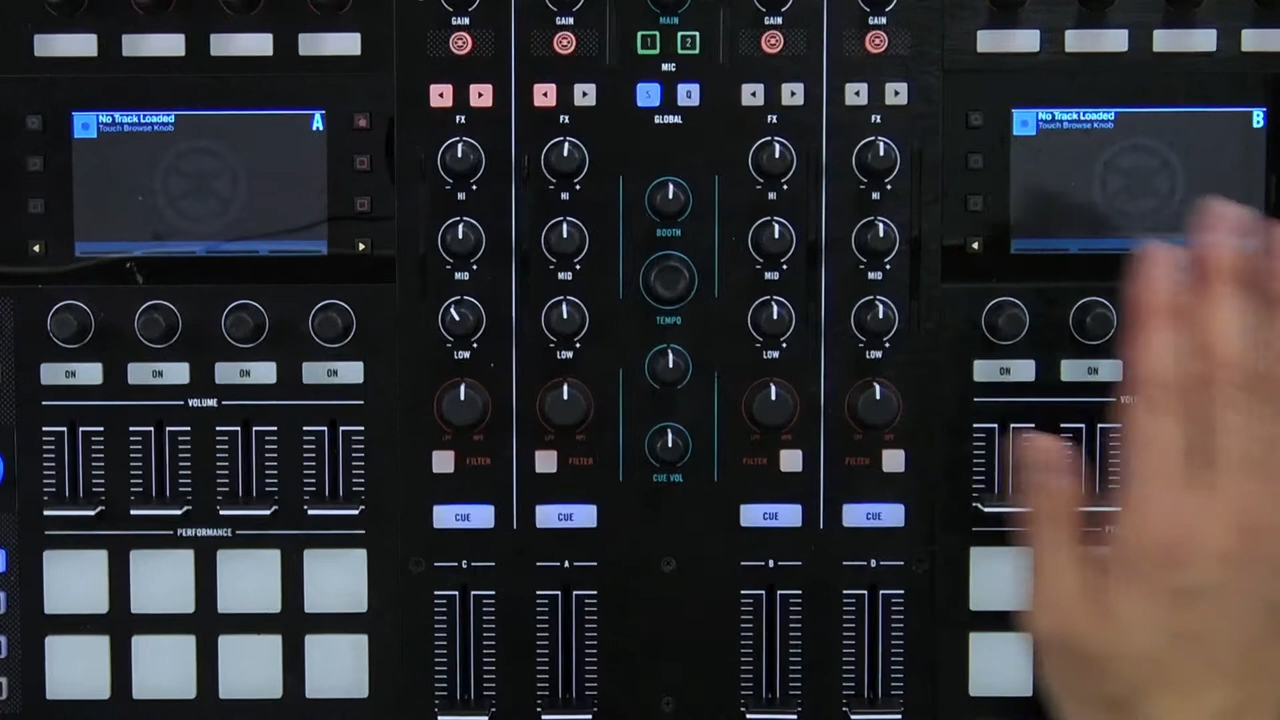 GAIN GAIN MAIN GAIN GAIN
1 2
MIC
S Q
FX FX GLOBAL FX FX
No Track Loaded A
Touch Browse Knob
No Track Loaded B
Touch Browse Knob
- + - + - + - +
HI HI HI HI
BOOTH
- + - + - + - +
MID MID MID MID
TEMPO
- + - + - + - +
LOW LOW LOW LOW
ON ON ON ON ON ON
VOLUME
FILTER FILTER CUE VOL FILTER FILTER
CUE CUE CUE CUE
PERFORMANCE
C A B D